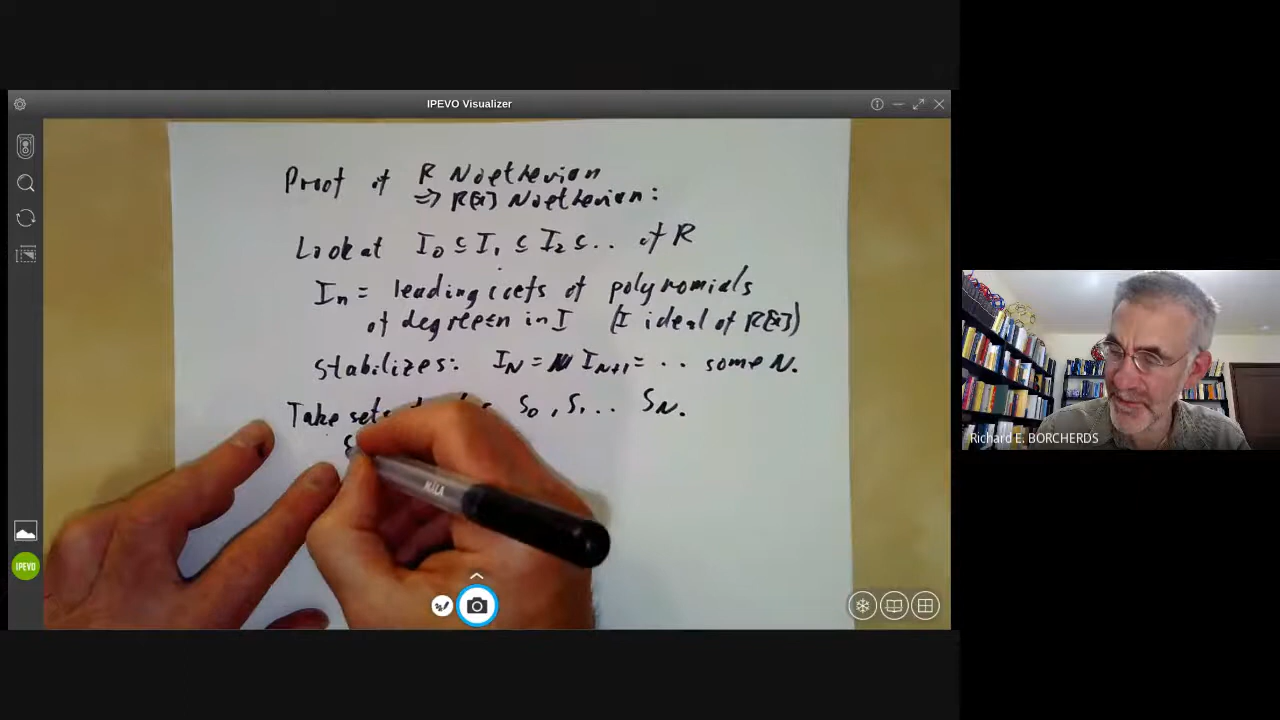 IPEVO Visualizer
Proof of R Noetherian
⇒ R[x] Noetherian:
Look at I₀ ⊆ I₁ ⊆ I₂ ⊆ .. of R
Iₙ = leading coefs of polynomials
of degree ≤ n in I (I ideal of R[x])
Stabilizes: I_N = I_{N+1} = .. some N.
Take sets S₀, S₁ .. S_N.
IPEVO
Richard E. BORCHERDS